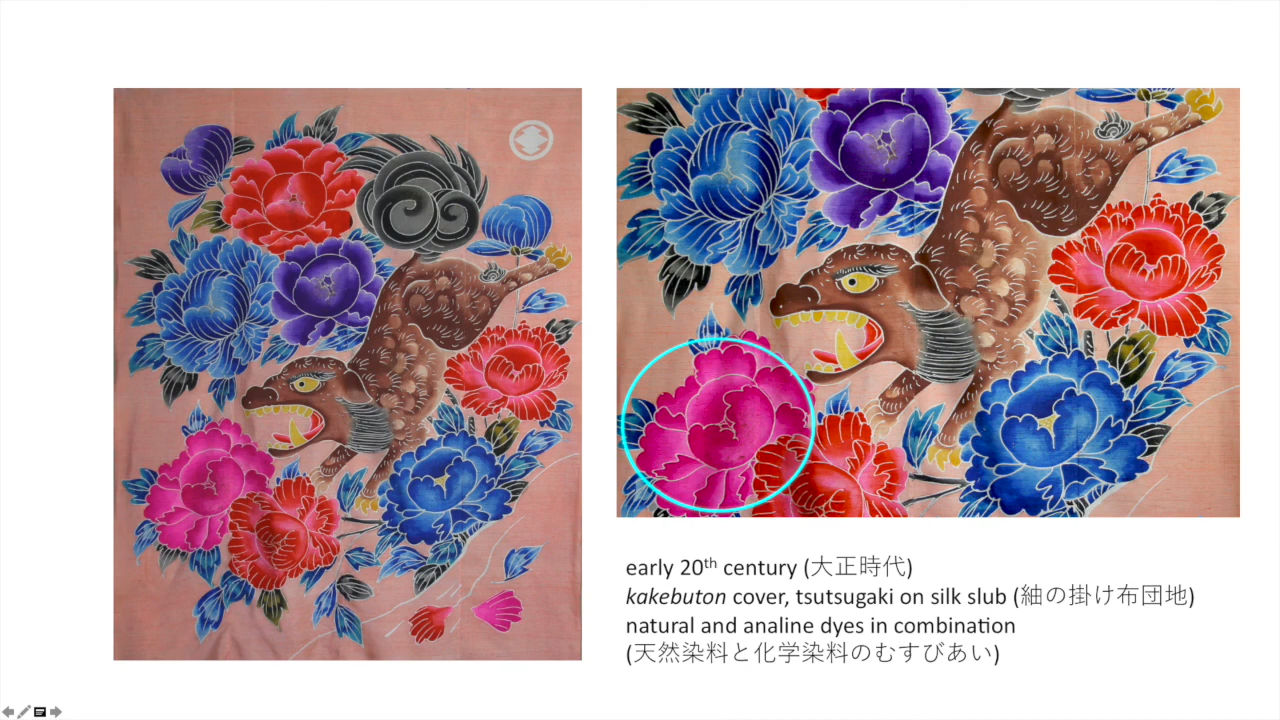 early 20th century (大正時代)
kakebuton cover, tsutsugaki on silk slub (紬の掛け布団地)
natural and analine dyes in combination
(天然染料と化学染料のむすびあい)